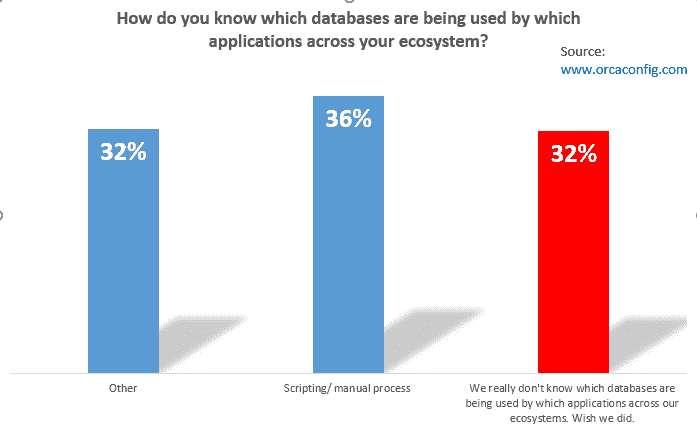 How do you know which databases are being used by which
applications across your ecosystem?
Source:
www.orcaconfig.com
32%
36%
32%
Other
Scripting/ manual process
We really don't know which databases are
being used by which applications across our
ecosystems. Wish we did.